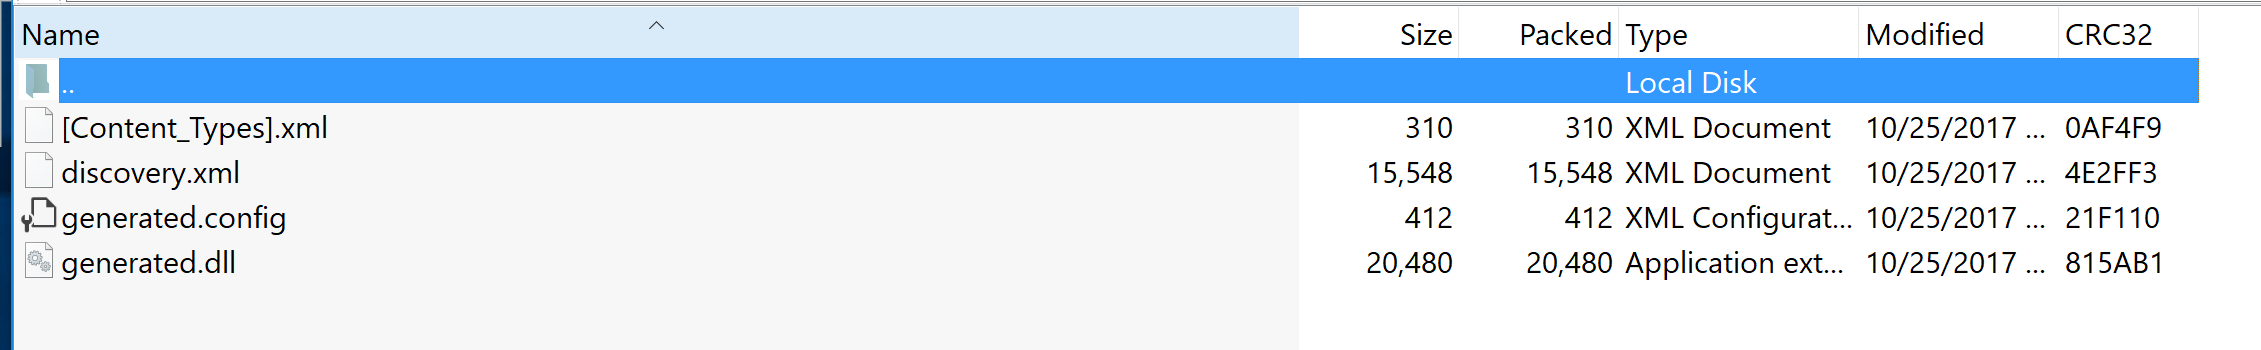 Name Size Packed Type Modified CRC32
.. Local Disk
[Content_Types].xml 310 310 XML Document 10/25/2017 ... 0AF4F9
discovery.xml 15,548 15,548 XML Document 10/25/2017 ... 4E2FF3
generated.config 412 412 XML Configurat... 10/25/2017 ... 21F110
generated.dll 20,480 20,480 Application ext... 10/25/2017 ... 815AB1